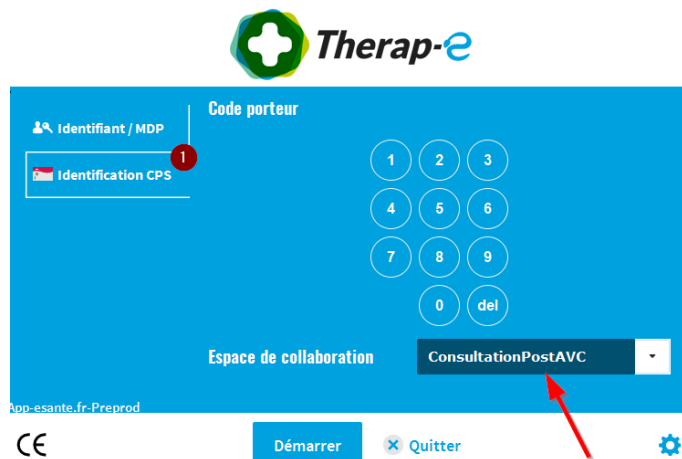 Therap-e
Code porteur
Identifiant / MDP
1
Identification CPS
1 2 3
4 5 6
7 8 9
0 del
Espace de collaboration ConsultationPostAVC
App-esante.fr-Preprod
CE Démarrer Quitter